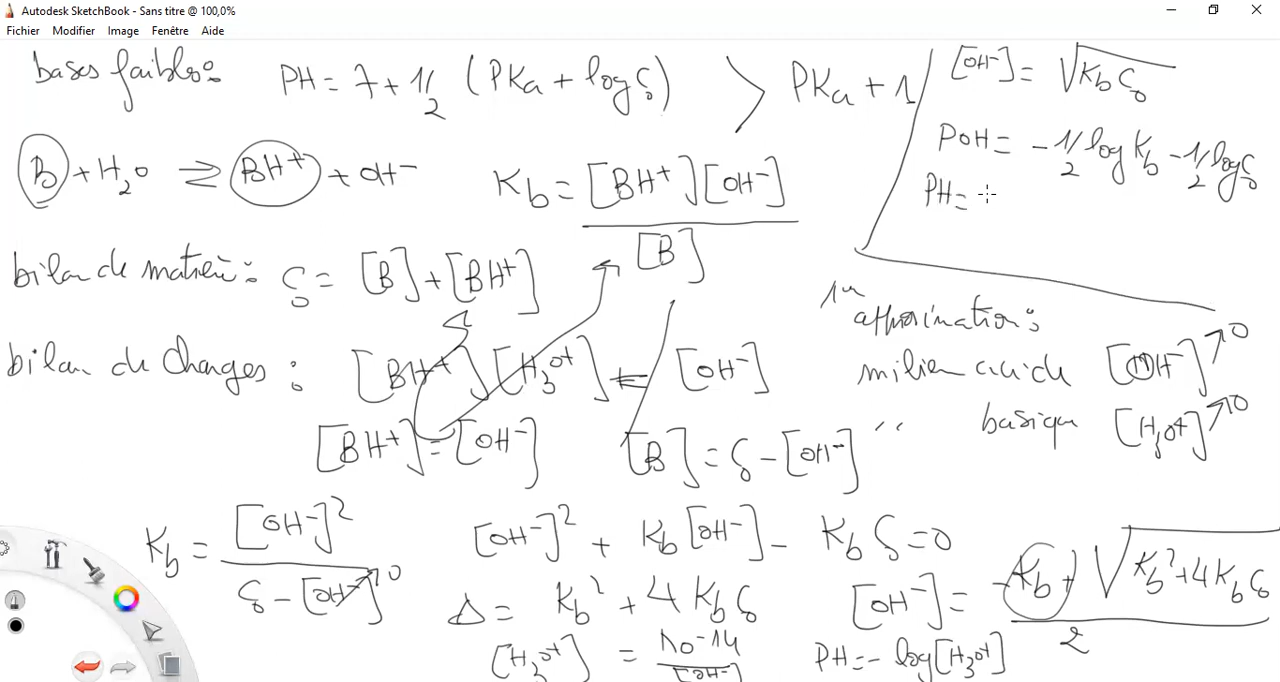 Autodesk SketchBook - Sans titre @ 100,0%
Fichier Modifier Image Fenêtre Aide
bases faibles: PH = 7 + 1/2 (PKa + log C0) > PKa + 1
[OH-] = √Kb C0
POH = -1/2 log Kb - 1/2 log C0
PH =
B + H2O ⇄ BH+ + OH-
Kb = [BH+][OH-] / [B]
bilan de matière: C0 = [B] + [BH+]
bilan de charges: [BH+] [H3O+] = [OH-]
[BH+] = [OH-] [B] = C0 - [OH-]
1ère approximation:
milieu acide [OH-] → 0
'' basique [H3O+] → 0
Kb = [OH-]2 / C0 - [OH-] → 0
[OH-]2 + Kb [OH-] - Kb C0 = 0
Δ = Kb2 + 4 Kb C0
[OH-] = -Kb + √Kb2 + 4 Kb C0 / 2
[H3O+] = 10-14 / [OH-] PH = - log [H3O+]